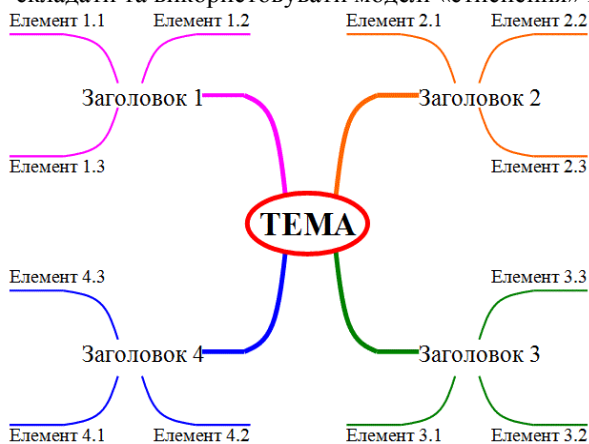 складати та використовувати моделі «стиснення»
Елемент 1.1
Елемент 1.2
Елемент 2.1
Елемент 2.2
Заголовок 1
Заголовок 2
Елемент 1.3
Елемент 2.3
ТЕМА
Елемент 4.3
Елемент 3.3
Заголовок 4
Заголовок 3
Елемент 4.1
Елемент 4.2
Елемент 3.1
Елемент 3.2